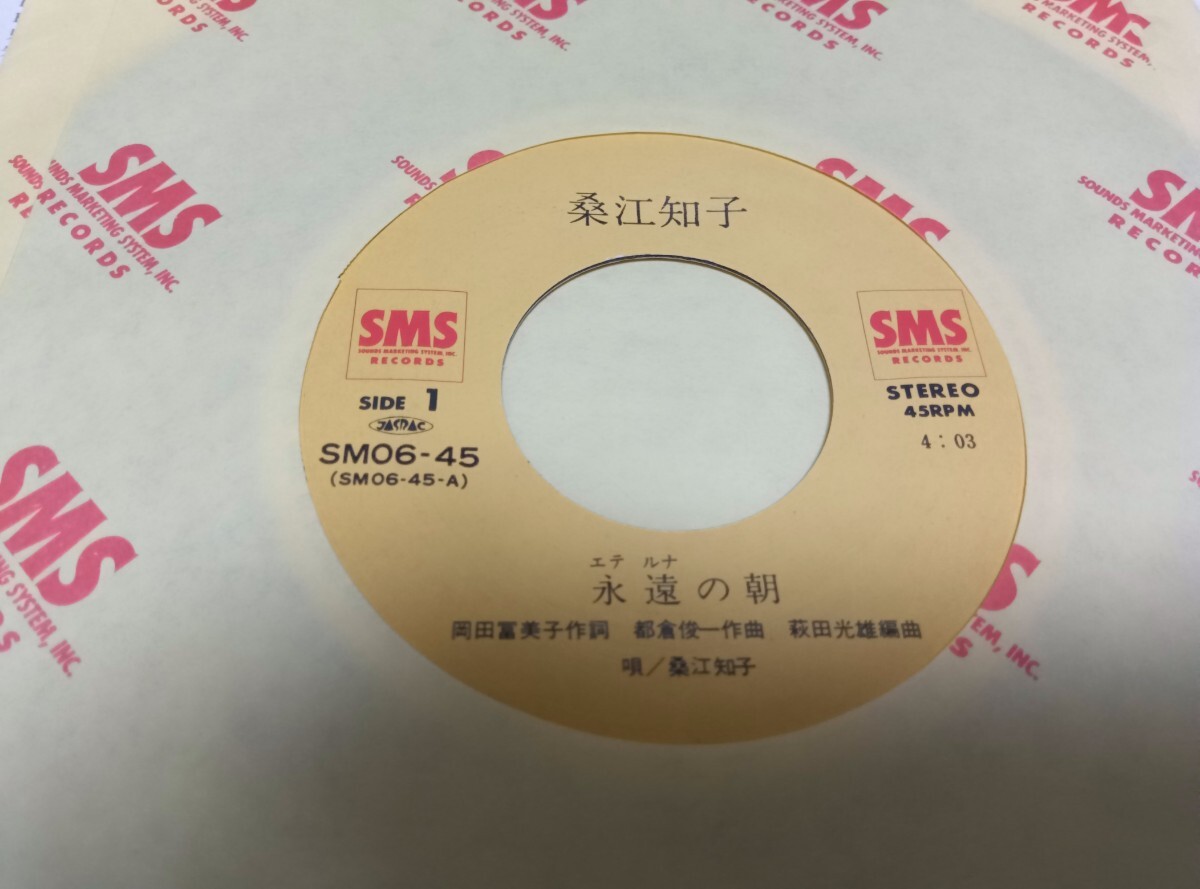 SMS
SOUNDS MARKETING SYSTEM, INC.
RECORDS
桑江知子
SMS
SOUNDS MARKETING SYSTEM, INC.
RECORDS
SIDE 1
JASRAC
SM06-45
(SM06-45-A)
SMS
SOUNDS MARKETING SYSTEM, INC.
RECORDS
STEREO
45RPM
4:03
エテルナ
永遠の朝
岡田冨美子作詞 都倉俊一作曲 萩田光雄編曲
唄/桑江知子